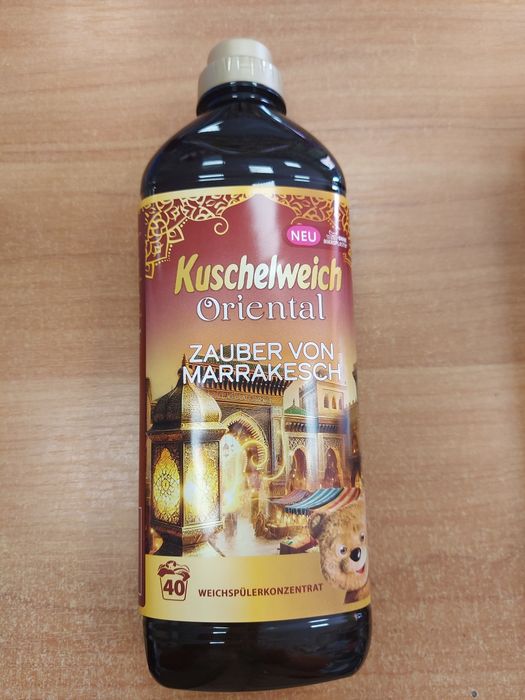 NEU
Kuschelweich
Oriental
ZAUBER VON
MARRAKESCH
40
WEICHSPÜLERKONZENTRAT